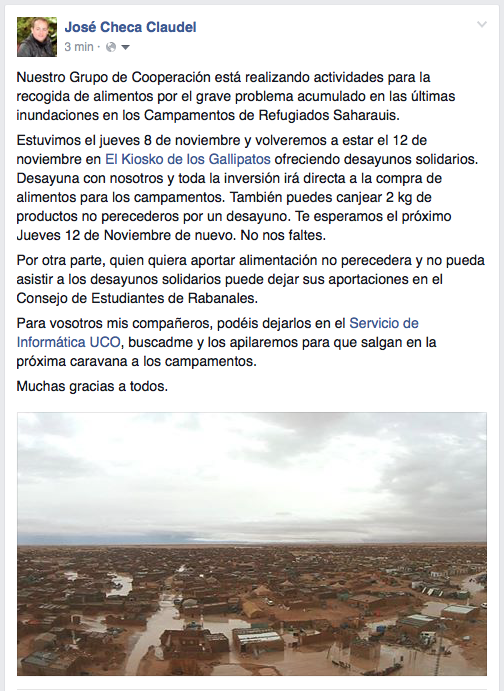 José Checa Claudel
3 min ·
Nuestro Grupo de Cooperación está realizando actividades para la
recogida de alimentos por el grave problema acumulado en las últimas
inundaciones en los Campamentos de Refugiados Saharauis.
Estuvimos el jueves 8 de noviembre y volveremos a estar el 12 de
noviembre en El Kiosko de los Gallipatos ofreciendo desayunos solidarios.
Desayuna con nosotros y toda la inversión irá directa a la compra de
alimentos para los campamentos. También puedes canjear 2 kg de
productos no perecederos por un desayuno. Te esperamos el próximo
Jueves 12 de Noviembre de nuevo. No nos faltes.
Por otra parte, quien quiera aportar alimentación no perecedera y no pueda
asistir a los desayunos solidarios puede dejar sus aportaciones en el
Consejo de Estudiantes de Rabanales.
Para vosotros mis compañeros, podéis dejarlos en el Servicio de
Informática UCO, buscadme y los apilaremos para que salgan en la
próxima caravana a los campamentos.
Muchas gracias a todos.